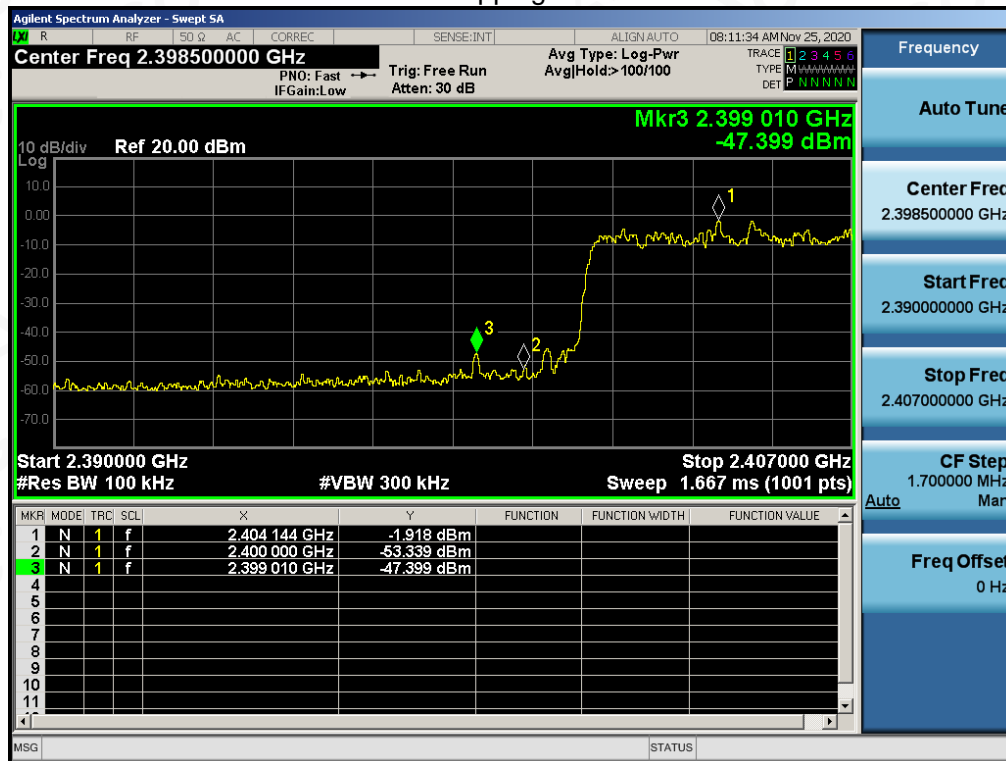 Agilent Spectrum Analyzer - Swept SA
LXI R RF 50 Ω AC CORREC SENSE:INT ALIGN AUTO 08:11:34 AM Nov 25, 2020
Center Freq 2.398500000 GHz
PNO: Fast
IFGain:Low
Trig: Free Run
Atten: 30 dB
Avg Type: Log-Pwr
Avg|Hold:>100/100
TRACE 1 2 3 4 5 6
TYPE M
DET P N N N N N
Mkr3 2.399 010 GHz
-47.399 dBm
10 dB/div Ref 20.00 dBm
Log
10.0
0.00
-10.0
-20.0
-30.0
-40.0
-50.0
-60.0
-70.0
1
2
3
Start 2.390000 GHz Stop 2.407000 GHz
#Res BW 100 kHz #VBW 300 kHz Sweep 1.667 ms (1001 pts)
MKR MODE TRC SCL X Y FUNCTION FUNCTION WIDTH FUNCTION VALUE
1 N 1 f 2.404 144 GHz -1.918 dBm
2 N 1 f 2.400 000 GHz -53.339 dBm
3 N 1 f 2.399 010 GHz -47.399 dBm
4
5
6
7
8
9
10
11
MSG STATUS
Frequency
Auto Tune
Center Freq
2.398500000 GHz
Start Freq
2.390000000 GHz
Stop Freq
2.407000000 GHz
CF Step
1.700000 MHz
Auto Man
Freq Offset
0 Hz